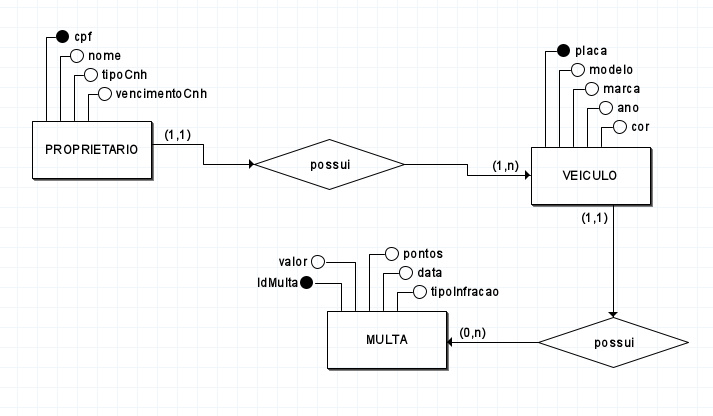 cpf
nome
tipoCnh
vencimentoCnh
PROPRIETARIO
(1,1)
possui
(1,n)
placa
modelo
marca
ano
cor
VEICULO
(1,1)
possui
(0,n)
valor
IdMulta
pontos
data
tipoInfracao
MULTA